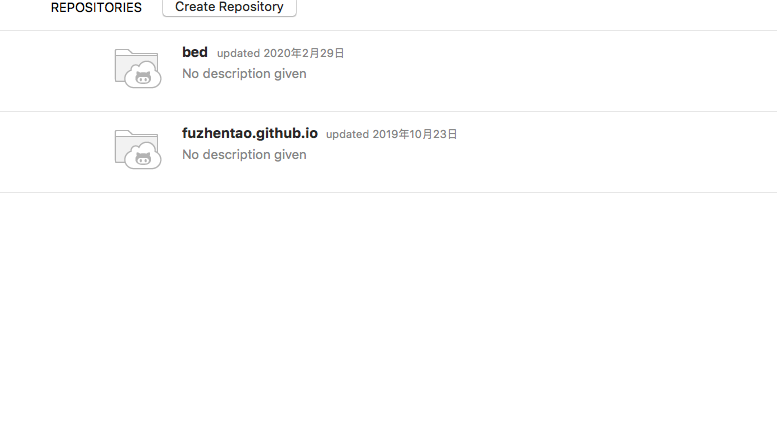 REPOSITORIES Create Repository
bed updated 2020年2月29日
No description given
fuzhentao.github.io updated 2019年10月23日
No description given